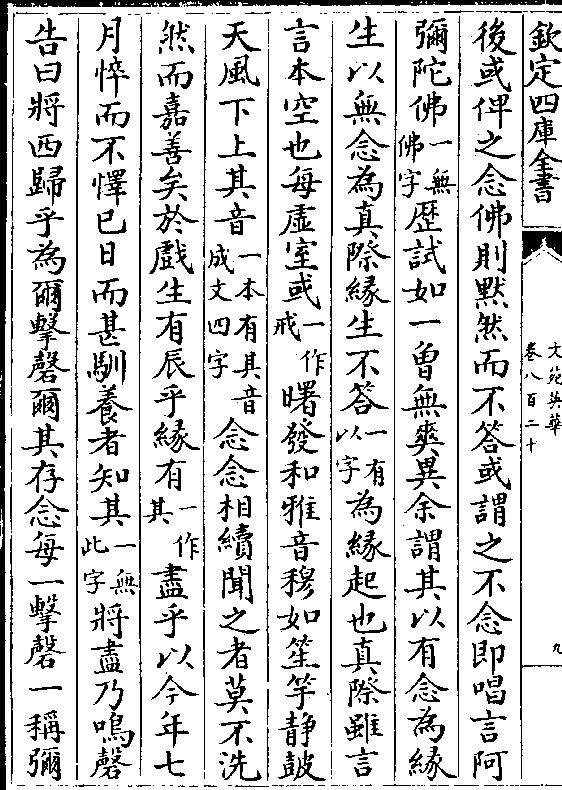 欽定四庫全書
文苑英華
卷八百二十
九
後或俾之念佛則黙然而不答或謂之不念即唱言阿
彌陀佛一無佛字歴試如一曽無爽異余謂其以有念為緣
生以無念為真際緣生不答一有以字為緣起也真際雖言
言本空也每虚室或一作戒曙發和雅音穆如笙竽静鼓
天風下上其音一本有其音成文四字念念相續聞之者莫不洗
然而嘉善矣於戲生有辰乎緣有一作其盡乎以今年七
月悴而不懌巳日而甚馴養者知其一無此字將盡乃鳴磬
告曰將西歸乎為爾擊磬爾其存念每一擊磬一稱彌